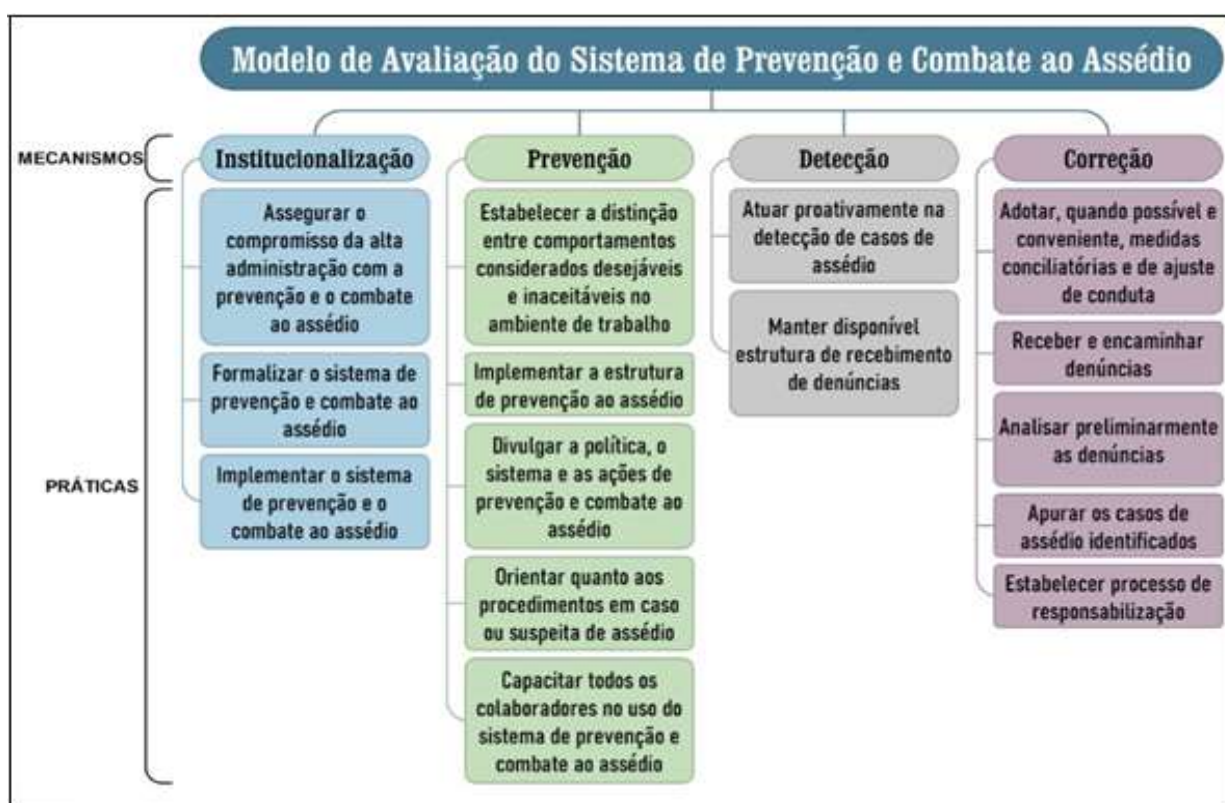 Modelo de Avaliação do Sistema de Prevenção e Combate ao Assédio
MECANISMOS
Institucionalização
Prevenção
Detecção
Correção
PRÁTICAS
Assegurar o
compromisso da alta
administração com a
prevenção e o combate
ao assédio
Formalizar o sistema de
prevenção e combate ao
assédio
Implementar o sistema
de prevenção e o
combate ao assédio
Estabelecer a distinção
entre comportamentos
considerados desejáveis
e inaceitáveis no
ambiente de trabalho
Implementar a estrutura
de prevenção ao assédio
Divulgar a política, o
sistema e as ações de
prevenção e combate ao
assédio
Orientar quanto aos
procedimentos em caso
ou suspeita de assédio
Capacitar todos os
colaboradores no uso do
sistema de prevenção e
combate ao assédio
Atuar proativamente na
detecção de casos de
assédio
Manter disponível
estrutura de recebimento
de denúncias
Adotar, quando possível e
conveniente, medidas
conciliatórias e de ajuste
de conduta
Receber e encaminhar
denúncias
Analisar preliminarmente
as denúncias
Apurar os casos de
assédio identificados
Estabelecer processo de
responsabilização